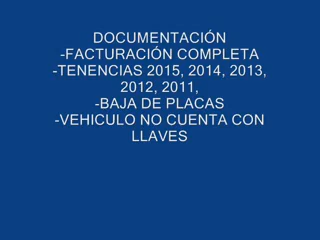 DOCUMENTACIÓN
-FACTURACIÓN COMPLETA
-TENENCIAS 2015, 2014, 2013,
2012, 2011,
-BAJA DE PLACAS
-VEHICULO NO CUENTA CON
LLAVES